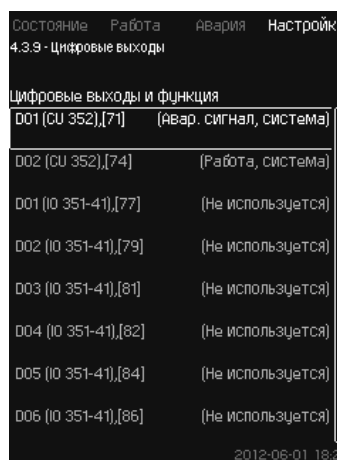 Состояние Работа Авария Настройк
4.3.9 - Цифровые выходы
Цифровые выходы и функция
DO1 (CU 352),[71] (Авар. сигнал, система)
DO2 (CU 352),[74] (Работа, система)
DO1 (IO 351-41),[77] (Не используется)
DO2 (IO 351-41),[79] (Не используется)
DO3 (IO 351-41),[81] (Не используется)
DO4 (IO 351-41),[82] (Не используется)
DO5 (IO 351-41),[84] (Не используется)
DO6 (IO 351-41),[86] (Не используется)
2012-06-01 18:2